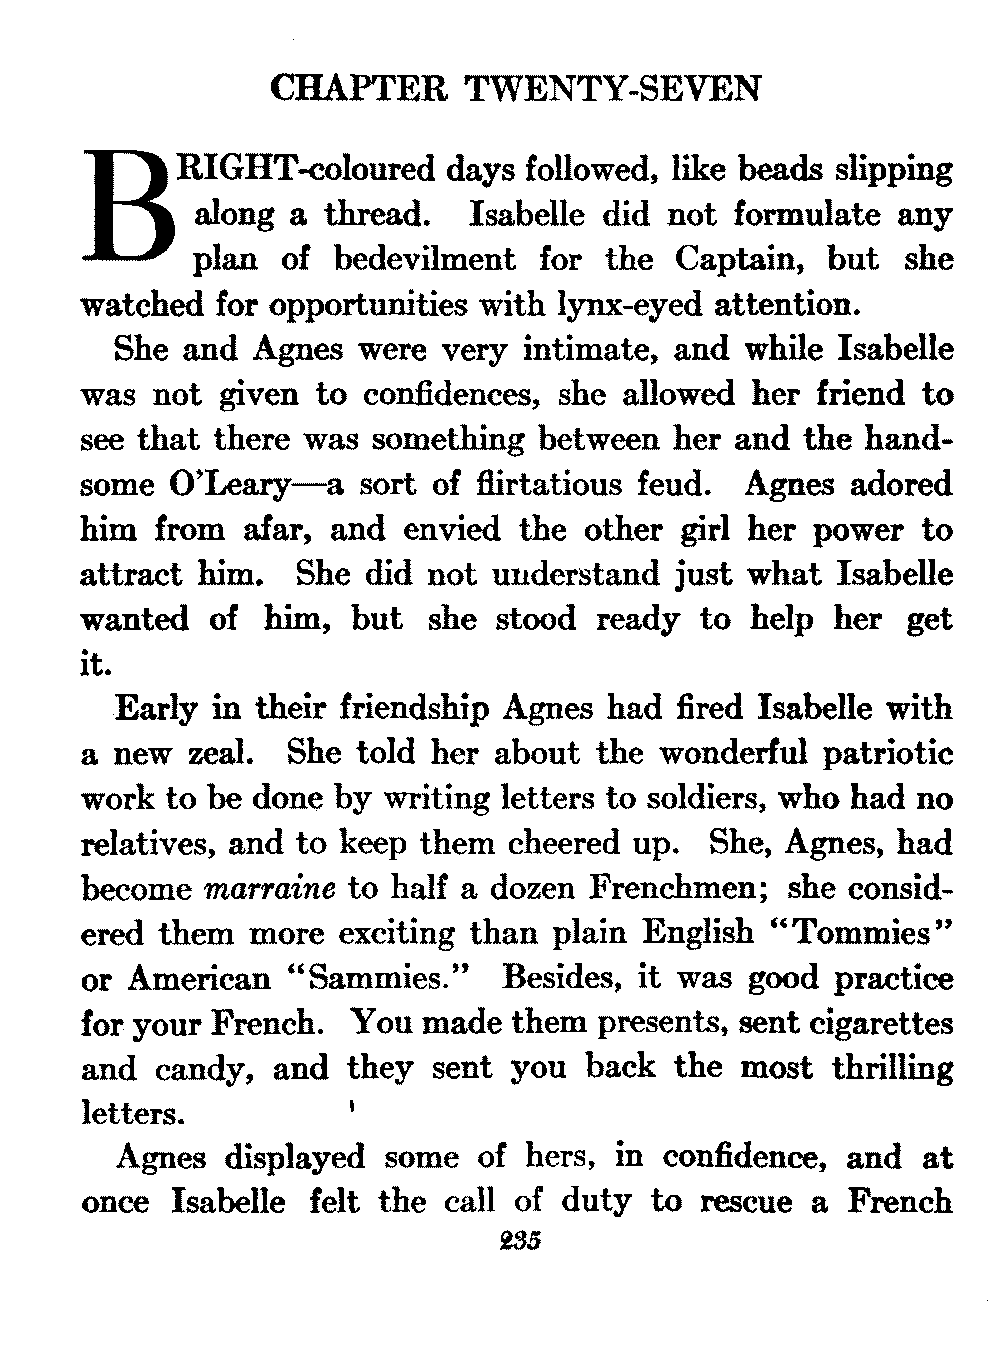 CHAPTER TWENTY-SEVEN
BRIGHT-coloured days followed, like beads slipping
along a thread. Isabelle did not formulate any
plan of bedevilment for the Captain, but she
watched for opportunities with lynx-eyed attention.
She and Agnes were very intimate, and while Isabelle
was not given to confidences, she allowed her friend to
see that there was something between her and the hand-
some O'Leary—a sort of flirtatious feud. Agnes adored
him from afar, and envied the other girl her power to
attract him. She did not understand just what Isabelle
wanted of him, but she stood ready to help her get
it.
Early in their friendship Agnes had fired Isabelle with
a new zeal. She told her about the wonderful patriotic
work to be done by writing letters to soldiers, who had no
relatives, and to keep them cheered up. She, Agnes, had
become marraine to half a dozen Frenchmen; she consid-
ered them more exciting than plain English "Tommies"
or American "Sammies." Besides, it was good practice
for your French. You made them presents, sent cigarettes
and candy, and they sent you back the most thrilling
letters.
Agnes displayed some of hers, in confidence, and at
once Isabelle felt the call of duty to rescue a French
235